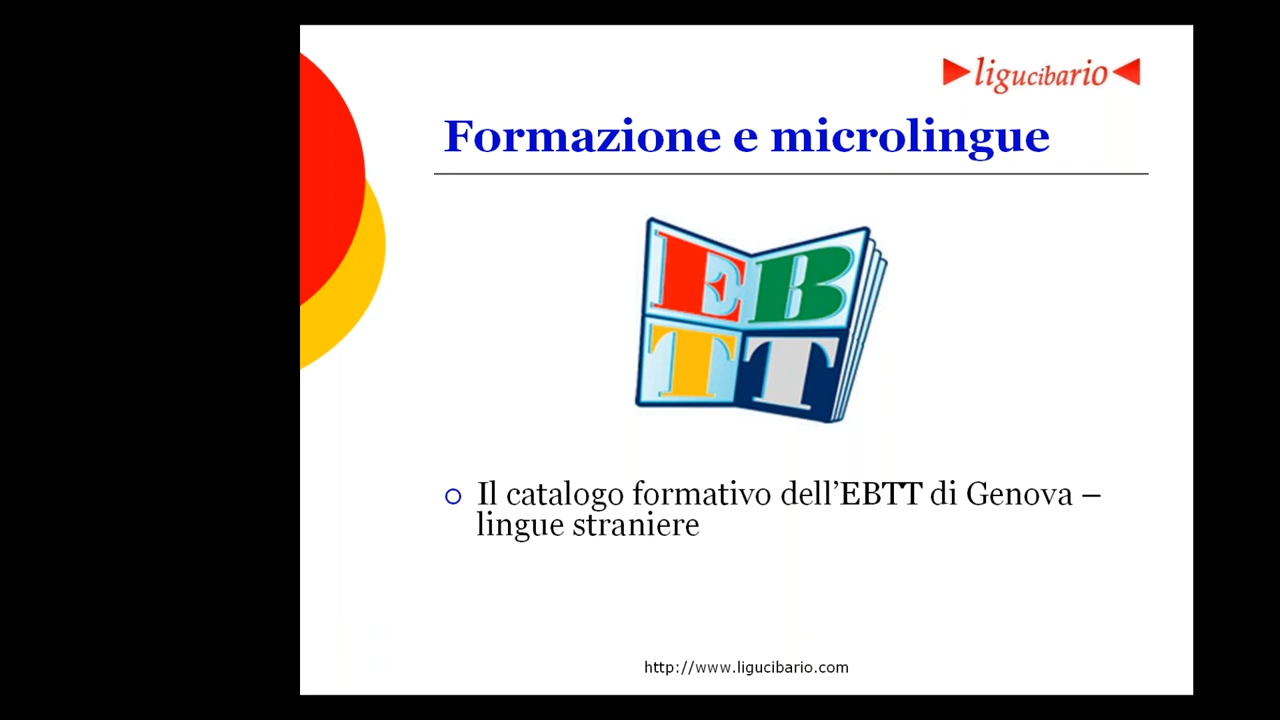 ligucibario
Formazione e microlingue
EB
TT
Il catalogo formativo dell’EBTT di Genova –
lingue straniere
http://www.ligucibario.com